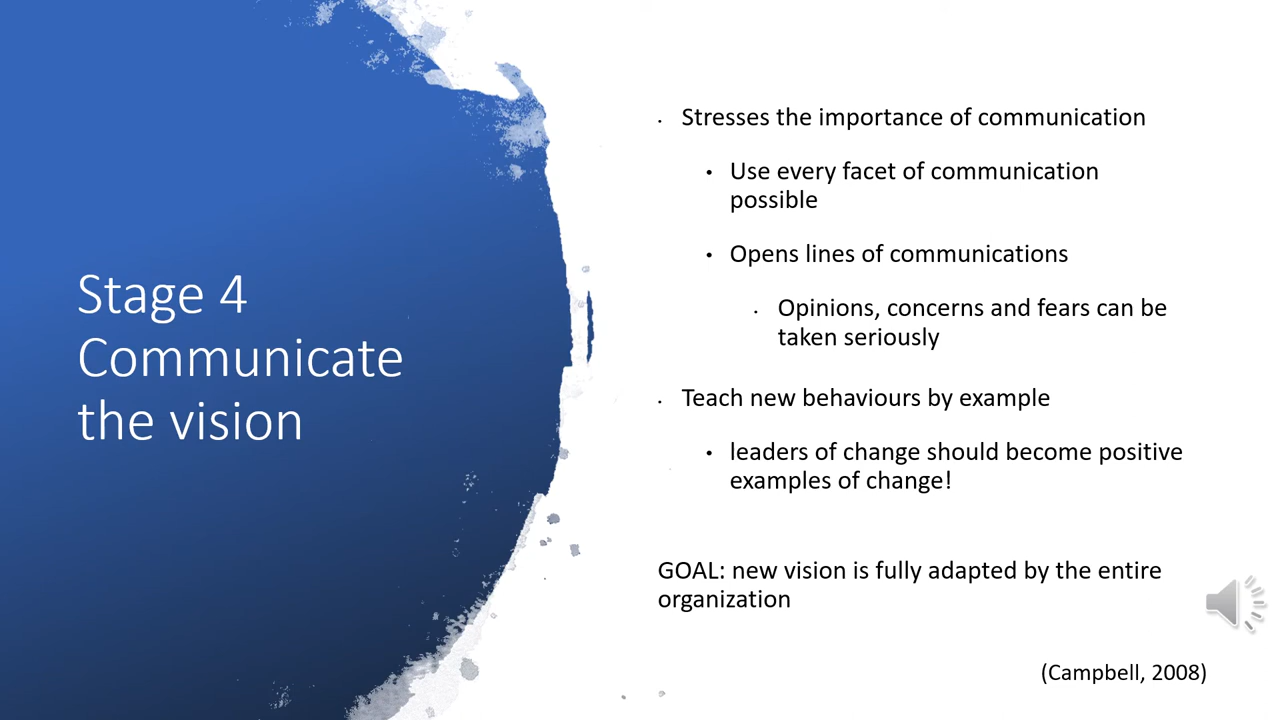 Stage 4
Communicate
the vision
• Stresses the importance of communication
• Use every facet of communication
possible
• Opens lines of communications
• Opinions, concerns and fears can be
taken seriously
• Teach new behaviours by example
• leaders of change should become positive
examples of change!
GOAL: new vision is fully adapted by the entire
organization
(Campbell, 2008)